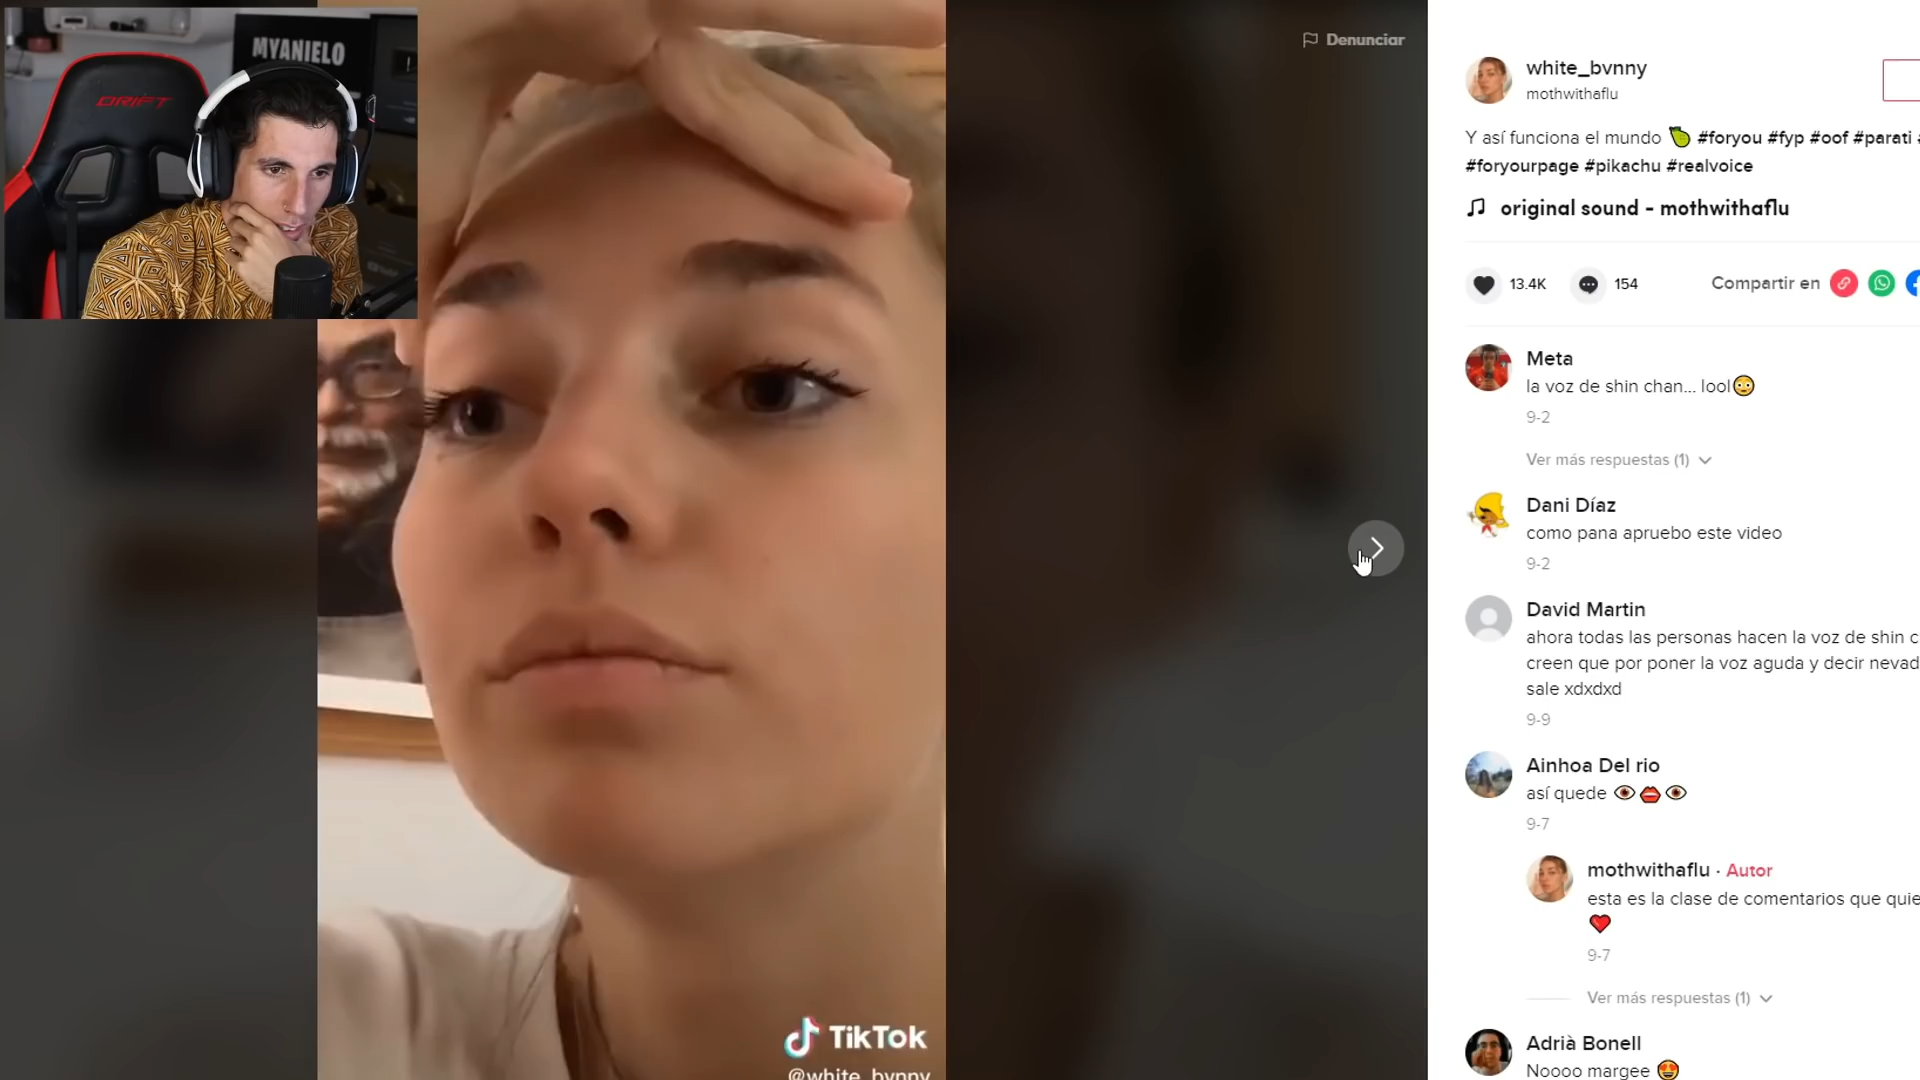 MYANIELO
DRIFT
Denunciar
white_bvnny
mothwithaflu
Y así funciona el mundo 🍐 #foryou #fyp #oof #parati
#foryourpage #pikachu #realvoice
original sound - mothwithaflu
13.4K
154
Compartir en
Meta
la voz de shin chan... lool😳
9-2
Ver más respuestas (1)
Dani Díaz
como pana apruebo este video
9-2
David Martin
ahora todas las personas hacen la voz de shin c
creen que por poner la voz aguda y decir nevad
sale xdxdxd
9-9
Ainhoa Del rio
así quede 👁️👄👁️
9-7
mothwithaflu · Autor
esta es la clase de comentarios que quie
❤️
9-7
Ver más respuestas (1)
Adrià Bonell
Noooo margee 😍
TikTok
@white_bvnny